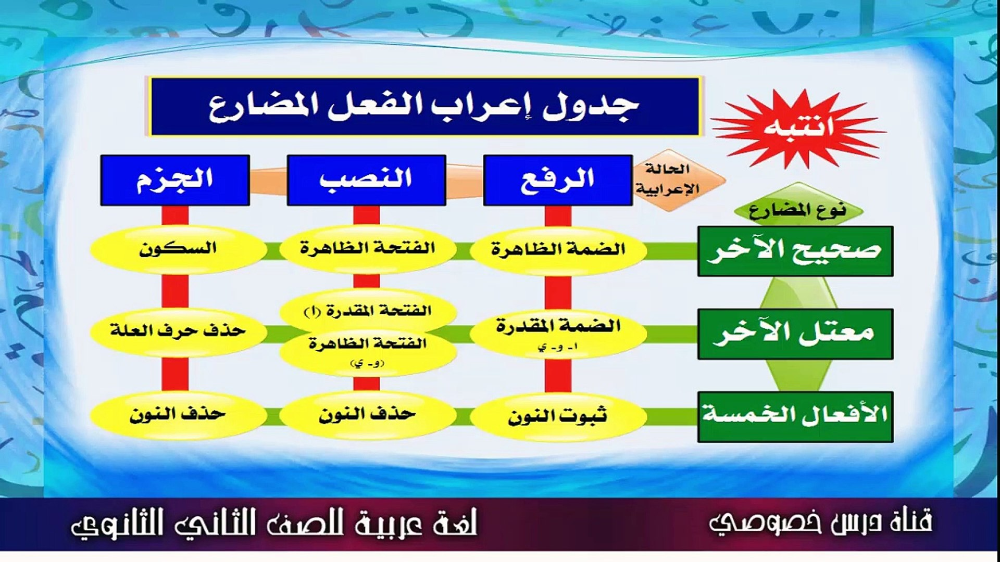 جدول إعراب الفعل المضارع
انتبه
الحالة
الإعرابية
الرفع
النصب
الجزم
نوع المضارع
صحيح الآخر
الضمة الظاهرة
الفتحة الظاهرة
السكون
معتل الآخر
الضمة المقدرة
ا - و - ي
الفتحة المقدرة (ا)
الفتحة الظاهرة
(و - ي)
حذف حرف العلة
الأفعال الخمسة
ثبوت النون
حذف النون
حذف النون
قناة درس خصوصي
لغة عربية للصف الثاني الثانوي